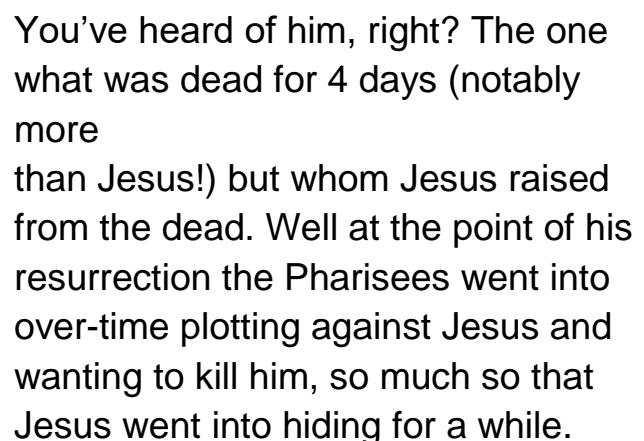 You’ve heard of him, right? The one
what was dead for 4 days (notably
more
than Jesus!) but whom Jesus raised
from the dead. Well at the point of his
resurrection the Pharisees went into
over-time plotting against Jesus and
wanting to kill him, so much so that
Jesus went into hiding for a while.